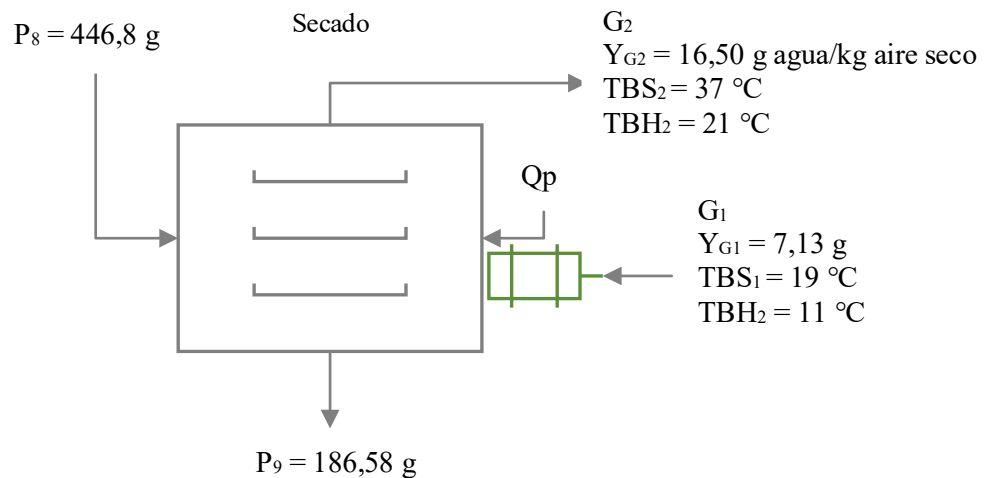 P₈ = 446,8 g
Secado
G₂
Y_G2 = 16,50 g agua/kg aire seco
TBS₂ = 37 °C
TBH₂ = 21 °C
Qp
G₁
Y_G1 = 7,13 g
TBS₁ = 19 °C
TBH₂ = 11 °C
P₉ = 186,58 g